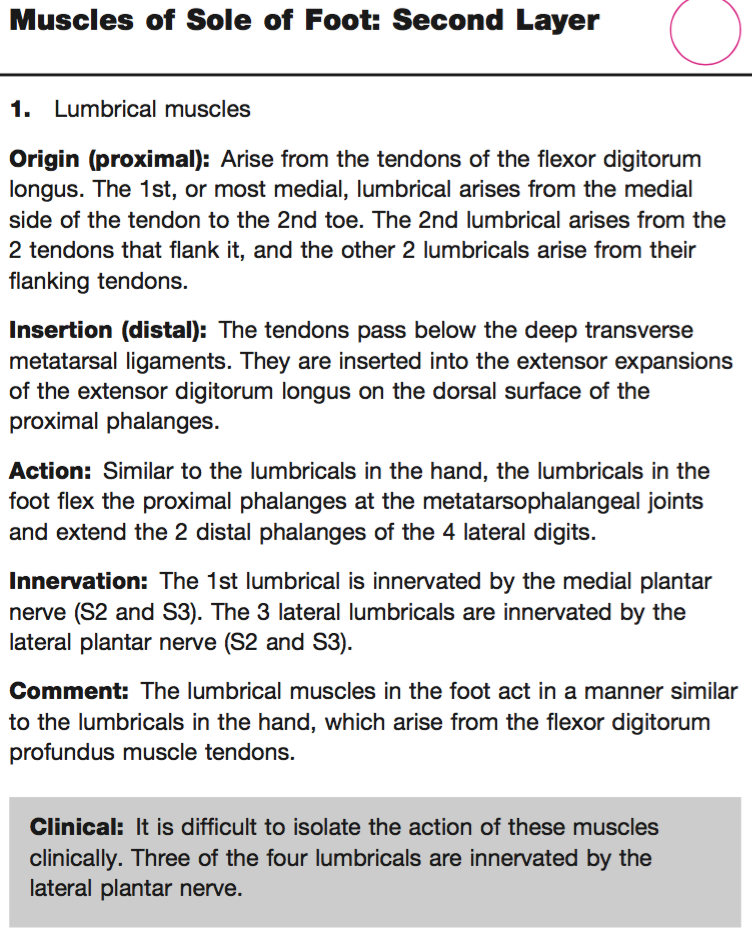 Muscles of Sole of Foot: Second Layer
1. Lumbrical muscles
Origin (proximal): Arise from the tendons of the flexor digitorum
longus. The 1st, or most medial, lumbrical arises from the medial
side of the tendon to the 2nd toe. The 2nd lumbrical arises from the
2 tendons that flank it, and the other 2 lumbricals arise from their
flanking tendons.
Insertion (distal): The tendons pass below the deep transverse
metatarsal ligaments. They are inserted into the extensor expansions
of the extensor digitorum longus on the dorsal surface of the
proximal phalanges.
Action: Similar to the lumbricals in the hand, the lumbricals in the
foot flex the proximal phalanges at the metatarsophalangeal joints
and extend the 2 distal phalanges of the 4 lateral digits.
Innervation: The 1st lumbrical is innervated by the medial plantar
nerve (S2 and S3). The 3 lateral lumbricals are innervated by the
lateral plantar nerve (S2 and S3).
Comment: The lumbrical muscles in the foot act in a manner similar
to the lumbricals in the hand, which arise from the flexor digitorum
profundus muscle tendons.
Clinical: It is difficult to isolate the action of these muscles
clinically. Three of the four lumbricals are innervated by the
lateral plantar nerve.